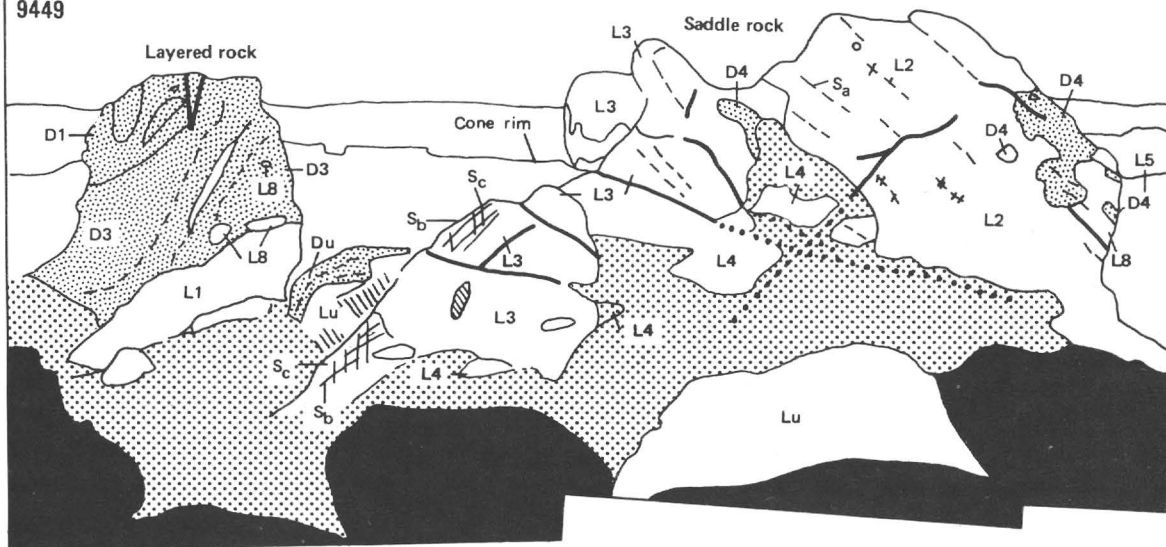 9449
Layered rock
Saddle rock
L3
D4
L2
D4
Sa
D1
L3
Cone rim
D4
L5
D3
L8
L4
Sc
L3
L3
D4
D3
Sb
L2
L8
Du
L3
L4
L8
L1
Lu
L3
L4
Sc
L4
Sb
Lu